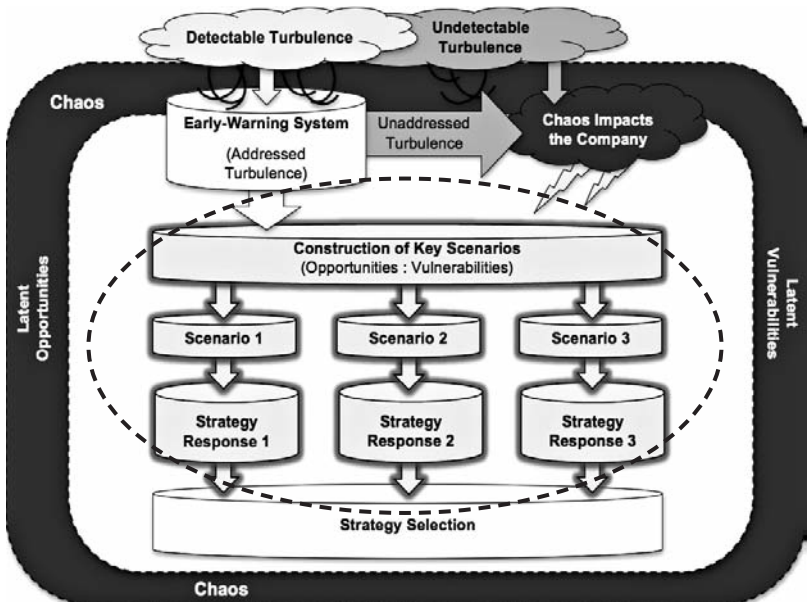 Detectable Turbulence
Undetectable
Turbulence
Chaos
Early-Warning System
(Addressed
Turbulence)
Unaddressed
Turbulence
Chaos Impacts
the Company
Latent
Opportunities
Latent
Vulnerabilities
Construction of Key Scenarios
(Opportunities : Vulnerabilities)
Scenario 1
Scenario 2
Scenario 3
Strategy
Response 1
Strategy
Response 2
Strategy
Response 3
Strategy Selection
Chaos